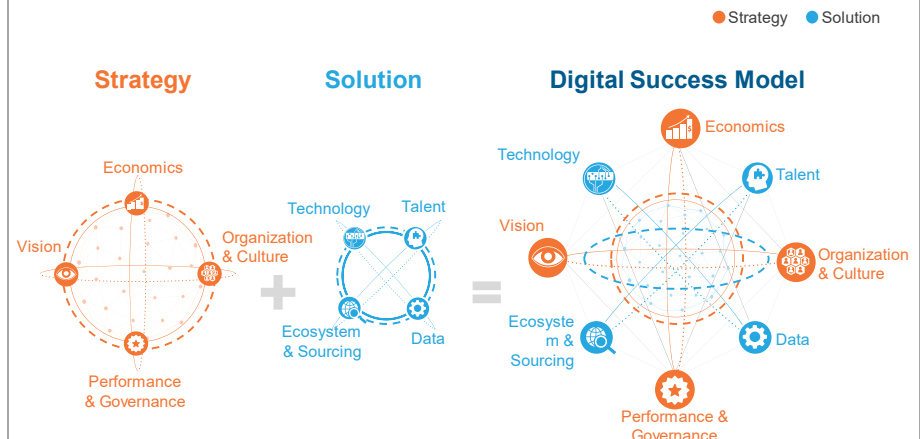 Strategy
Solution
Strategy
Solution
Digital Success Model
Economics
Vision
Organization
& Culture
Performance
& Governance
Technology
Talent
Ecosystem
& Sourcing
Data
Economics
Technology
Talent
Vision
Organization
& Culture
Ecosyste
m &
Sourcing
Data
Performance &
Governance